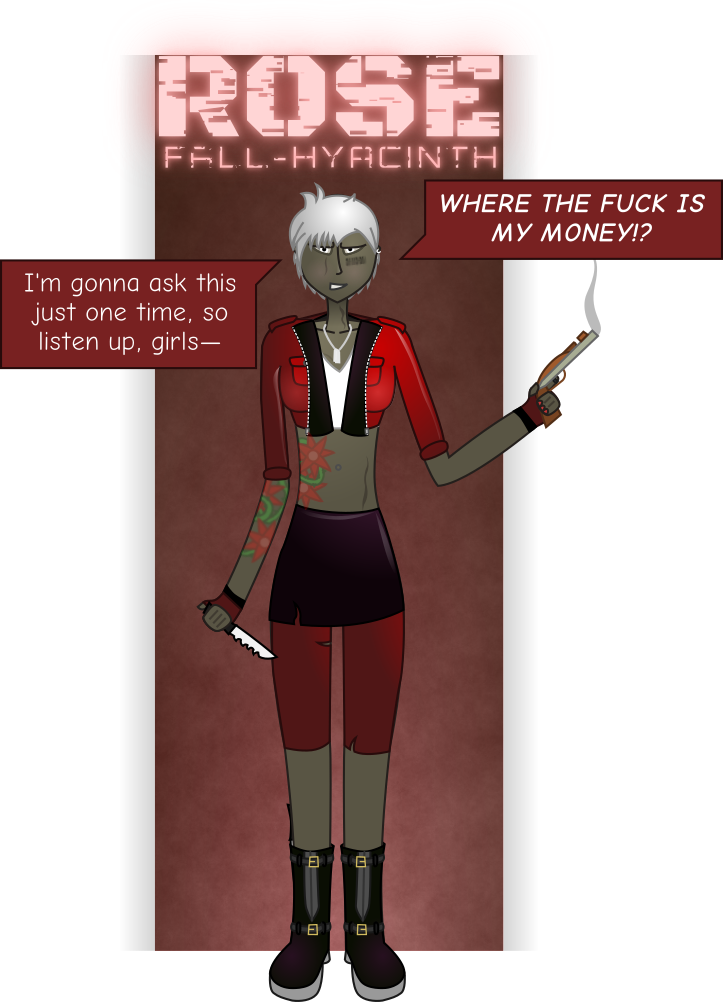 ROSE
FALL-HYACINTH
I'm gonna ask this
just one time, so
listen up, girls—
WHERE THE FUCK IS
MY MONEY!?